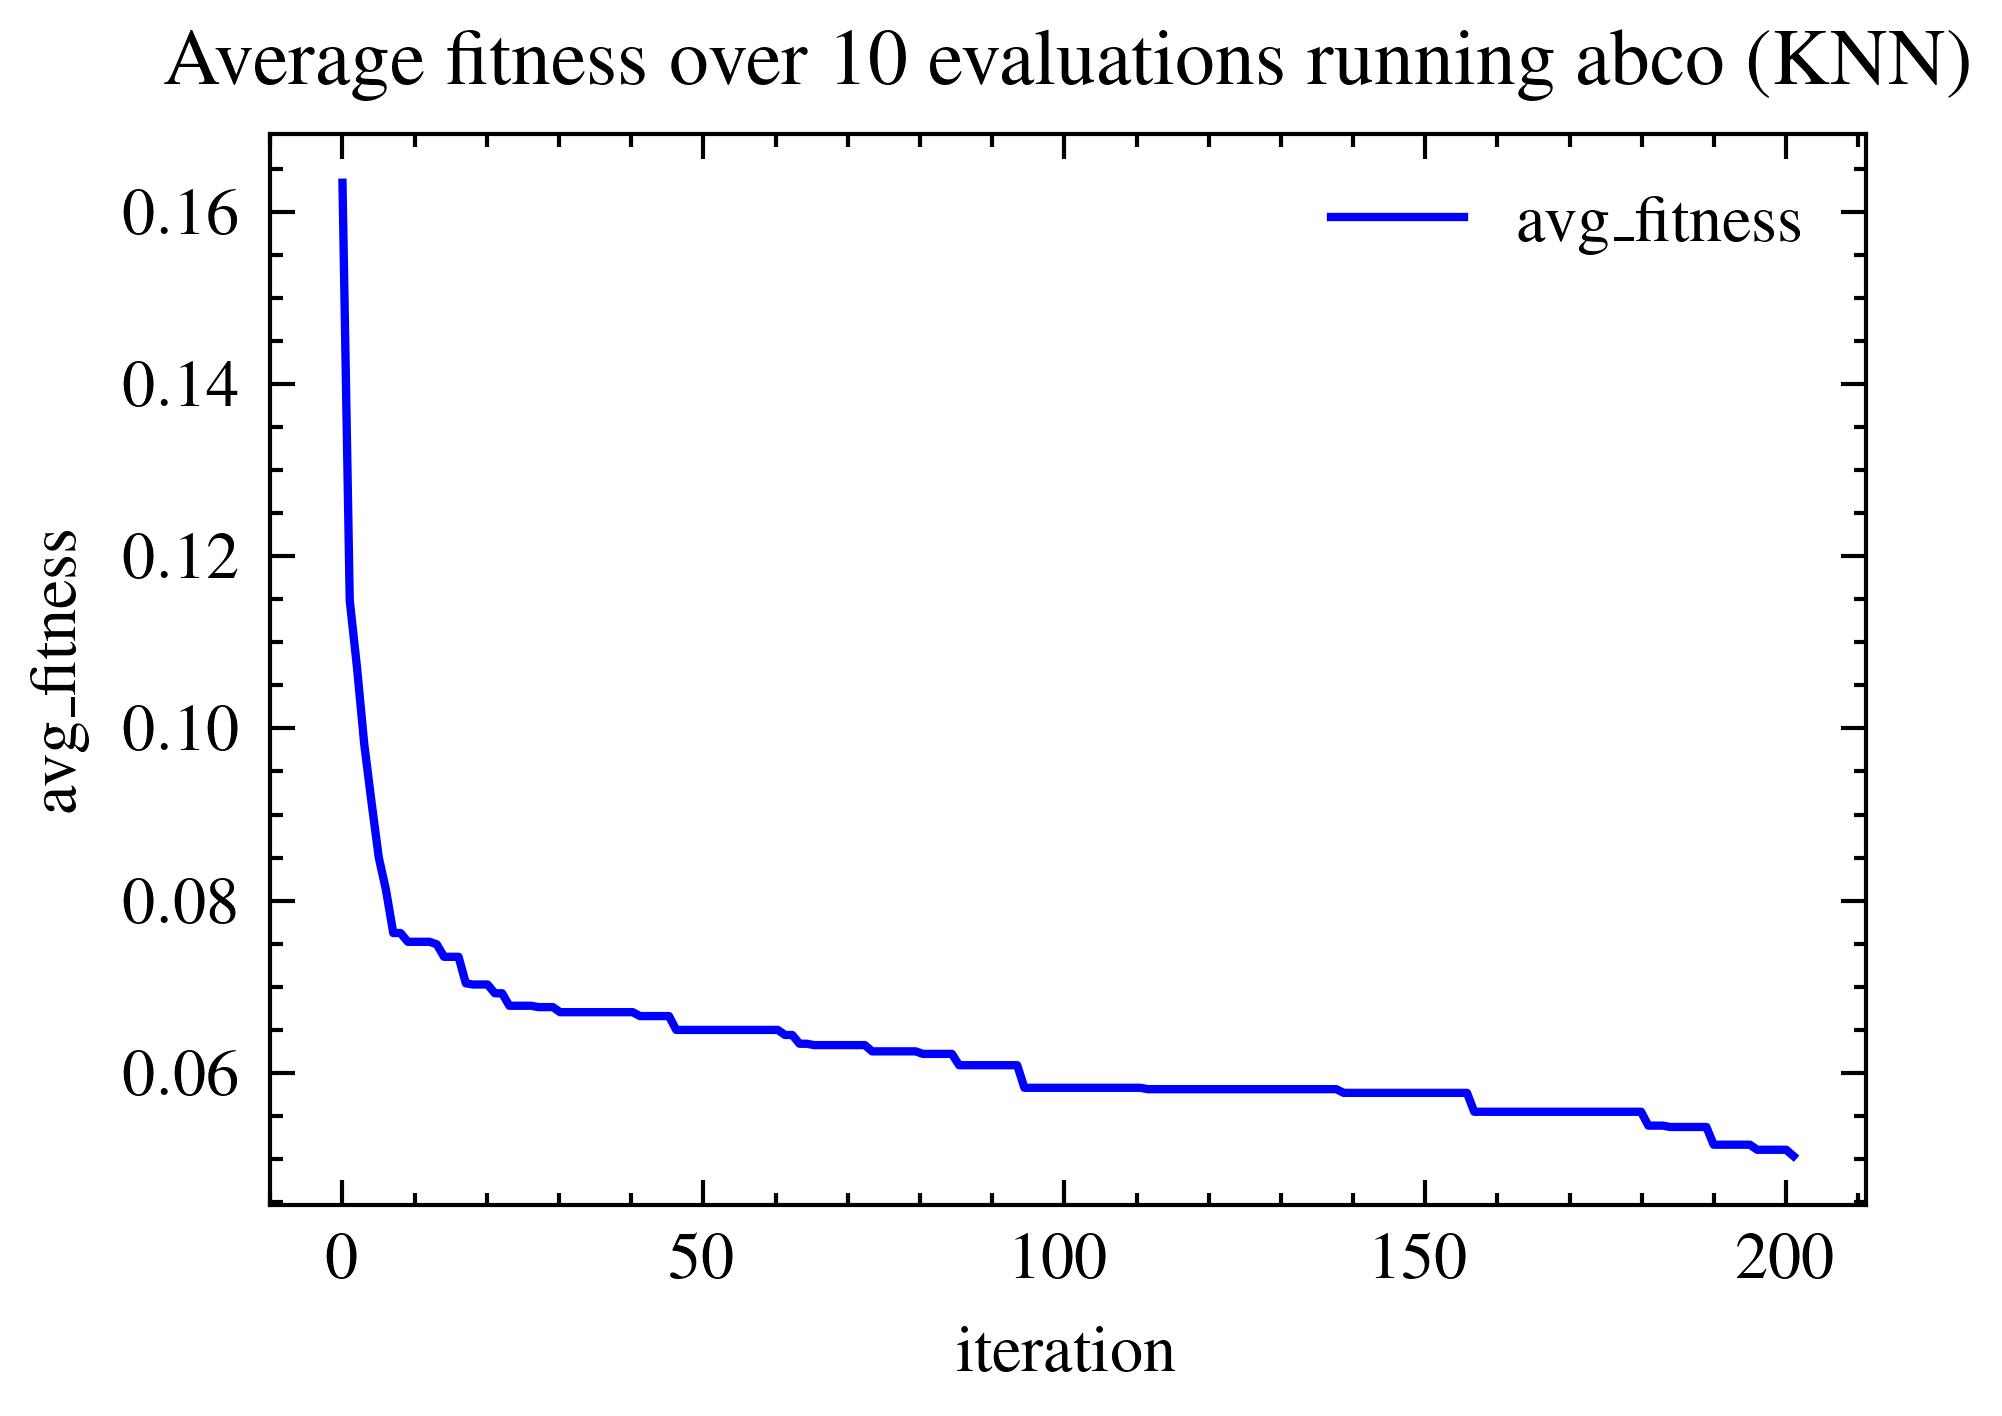 Average fitness over 10 evaluations running abco (KNN)
avg_fitness
0.16
0.14
0.12
0.10
0.08
0.06
avg_fitness
0 50 100 150 200
iteration